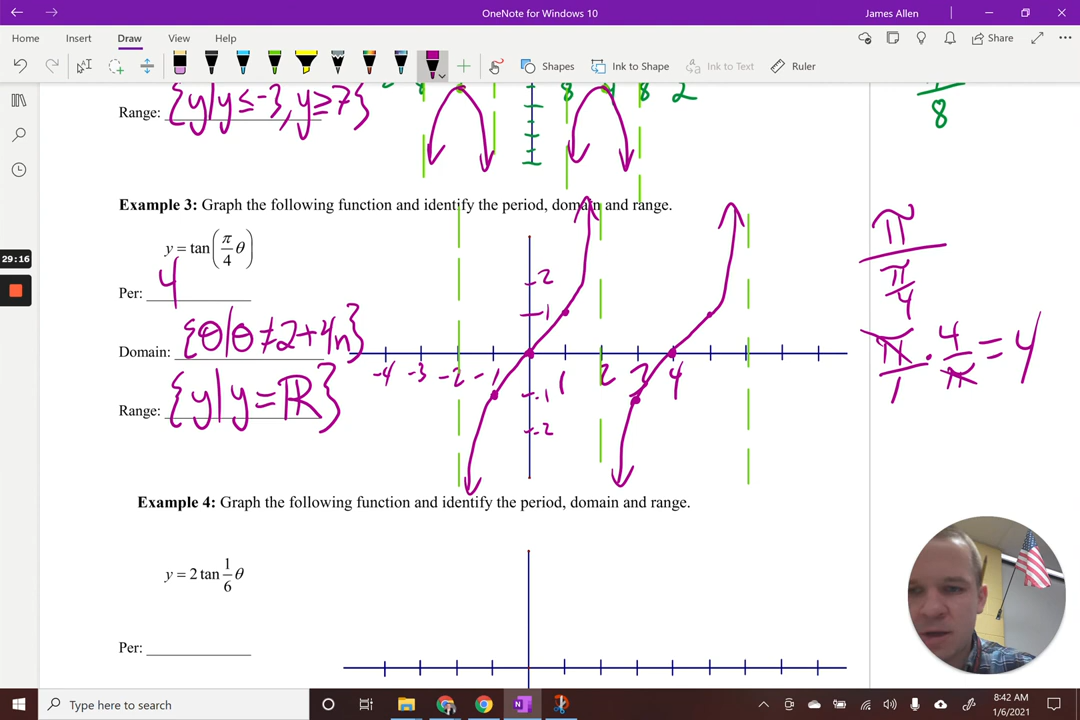 OneNote for Windows 10
James Allen
Home Insert Draw View Help
Share
Shapes Ink to Shape Ink to Text Ruler
Range: {y|y≤-3, y≥7}
8 8 2
8
Example 3: Graph the following function and identify the period, domain and range.
y = tan(π/4 θ)
29:16
Per: 4
Domain: {θ|θ≠2+4n}
Range: {y|y=ℝ}
2
1
-4 -3 -2 -1 1 2 3 4
-1
-2
π
π/4
π/1 · 4/π = 4
Example 4: Graph the following function and identify the period, domain and range.
y = 2 tan 1/6 θ
Per:
Type here to search
8:42 AM
1/6/2021